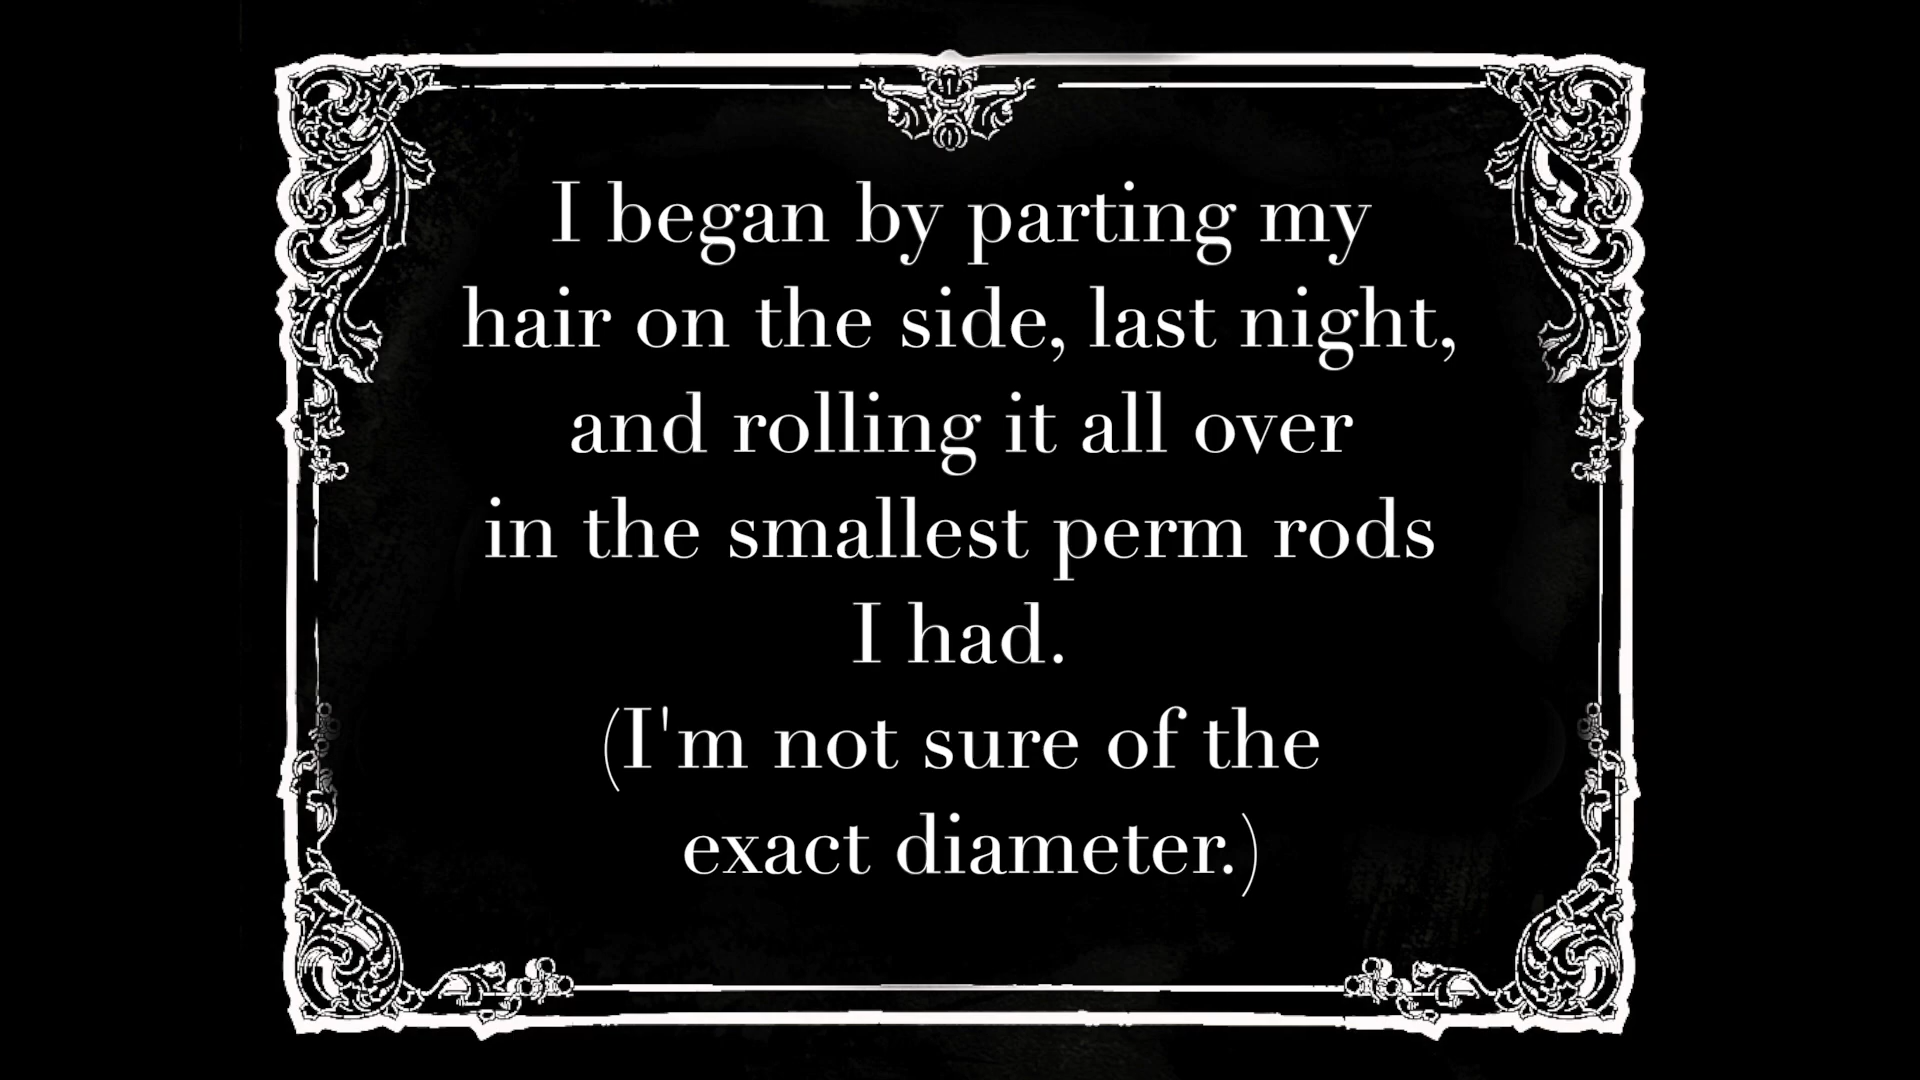 I began by parting my
hair on the side, last night,
and rolling it all over
in the smallest perm rods
I had.
(I'm not sure of the
exact diameter.)